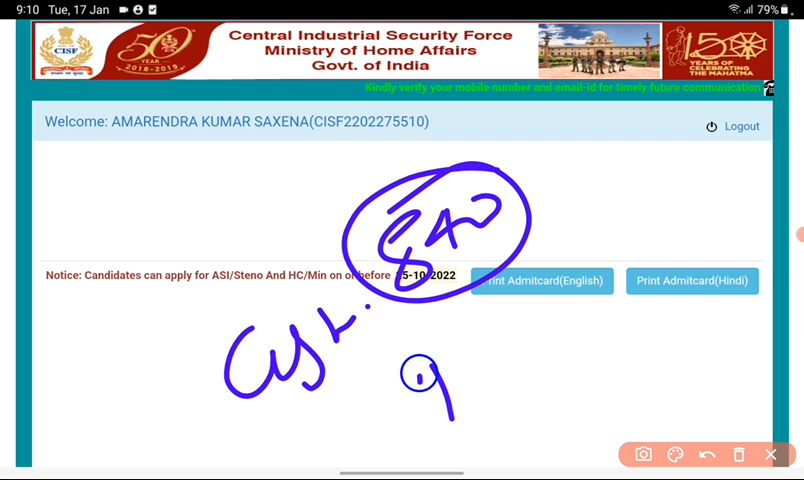 9:10 Tue, 17 Jan 79%
CISF
50
YEAR
2018-2019
Central Industrial Security Force
Ministry of Home Affairs
Govt. of India
150
YEARS OF
CELEBRATING
THE MAHATMA
Kindly verify your mobile number and email-id for timely future communication
Welcome: AMARENDRA KUMAR SAXENA(CISF2202275510)
Logout
840
Notice: Candidates can apply for ASI/Steno And HC/Min on or before 25-10-2022
Print Admitcard(English) Print Admitcard(Hindi)